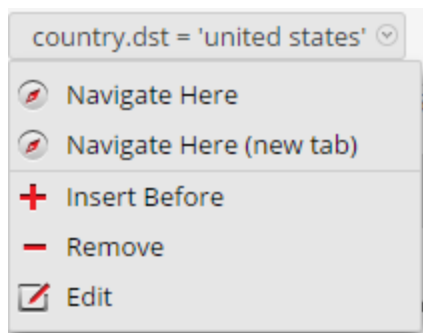 country.dst = 'united states'
Navigate Here
Navigate Here (new tab)
Insert Before
Remove
Edit